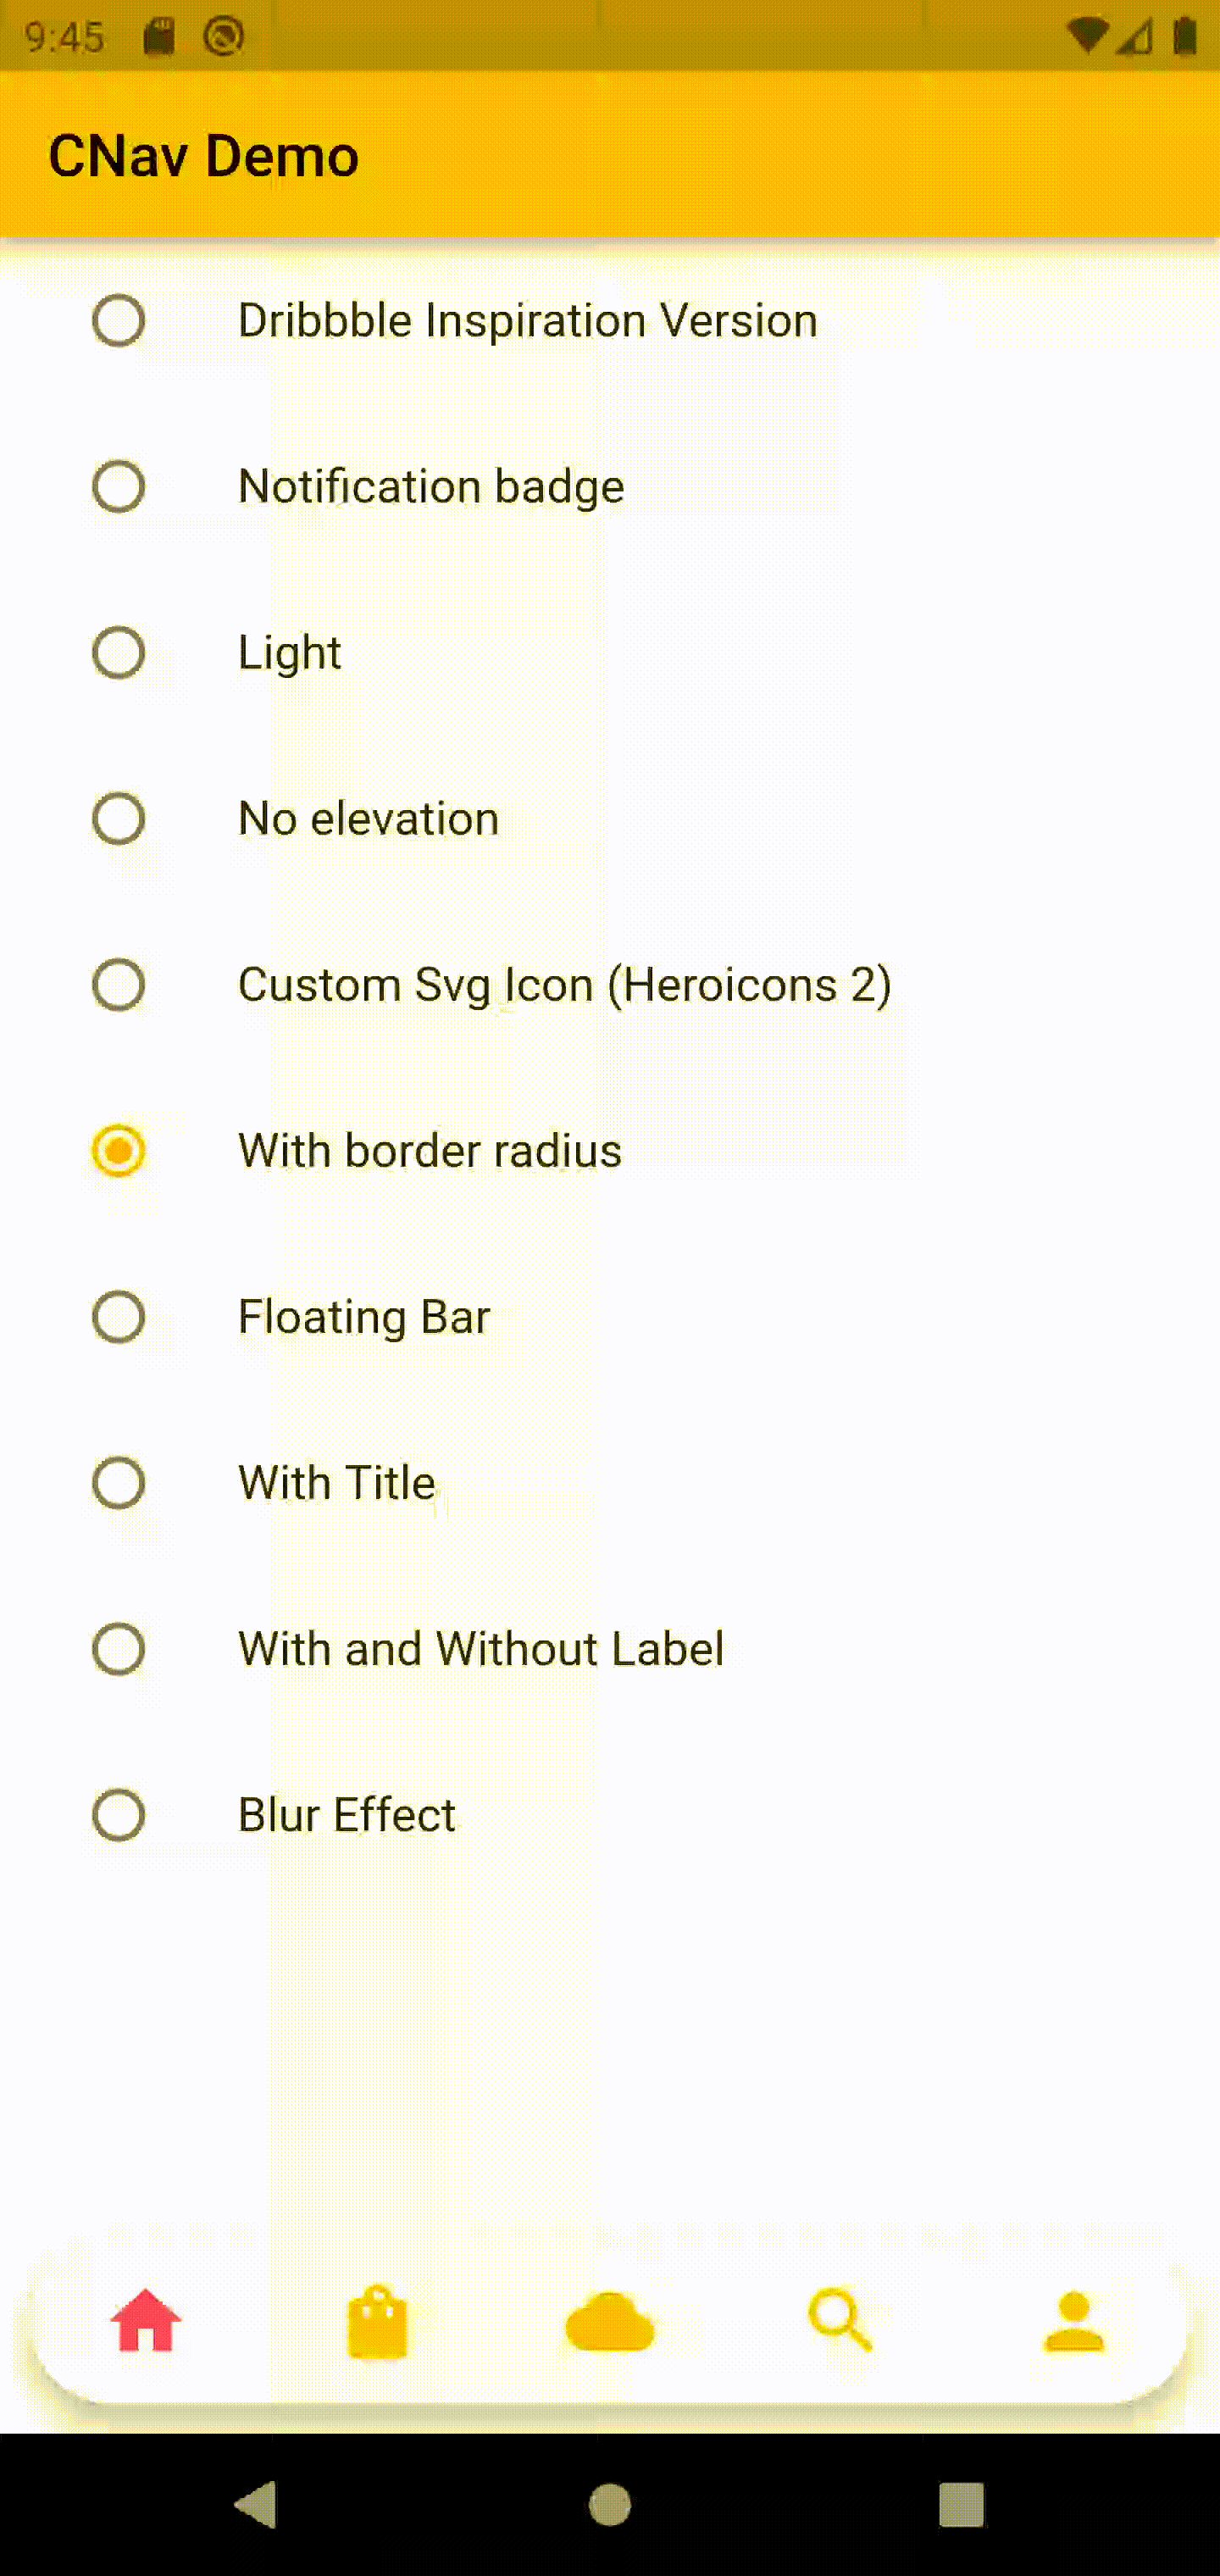 9:45
CNav Demo
Dribbble Inspiration Version
Notification badge
Light
No elevation
Custom Svg Icon (Heroicons 2)
With border radius
Floating Bar
With Title
With and Without Label
Blur Effect